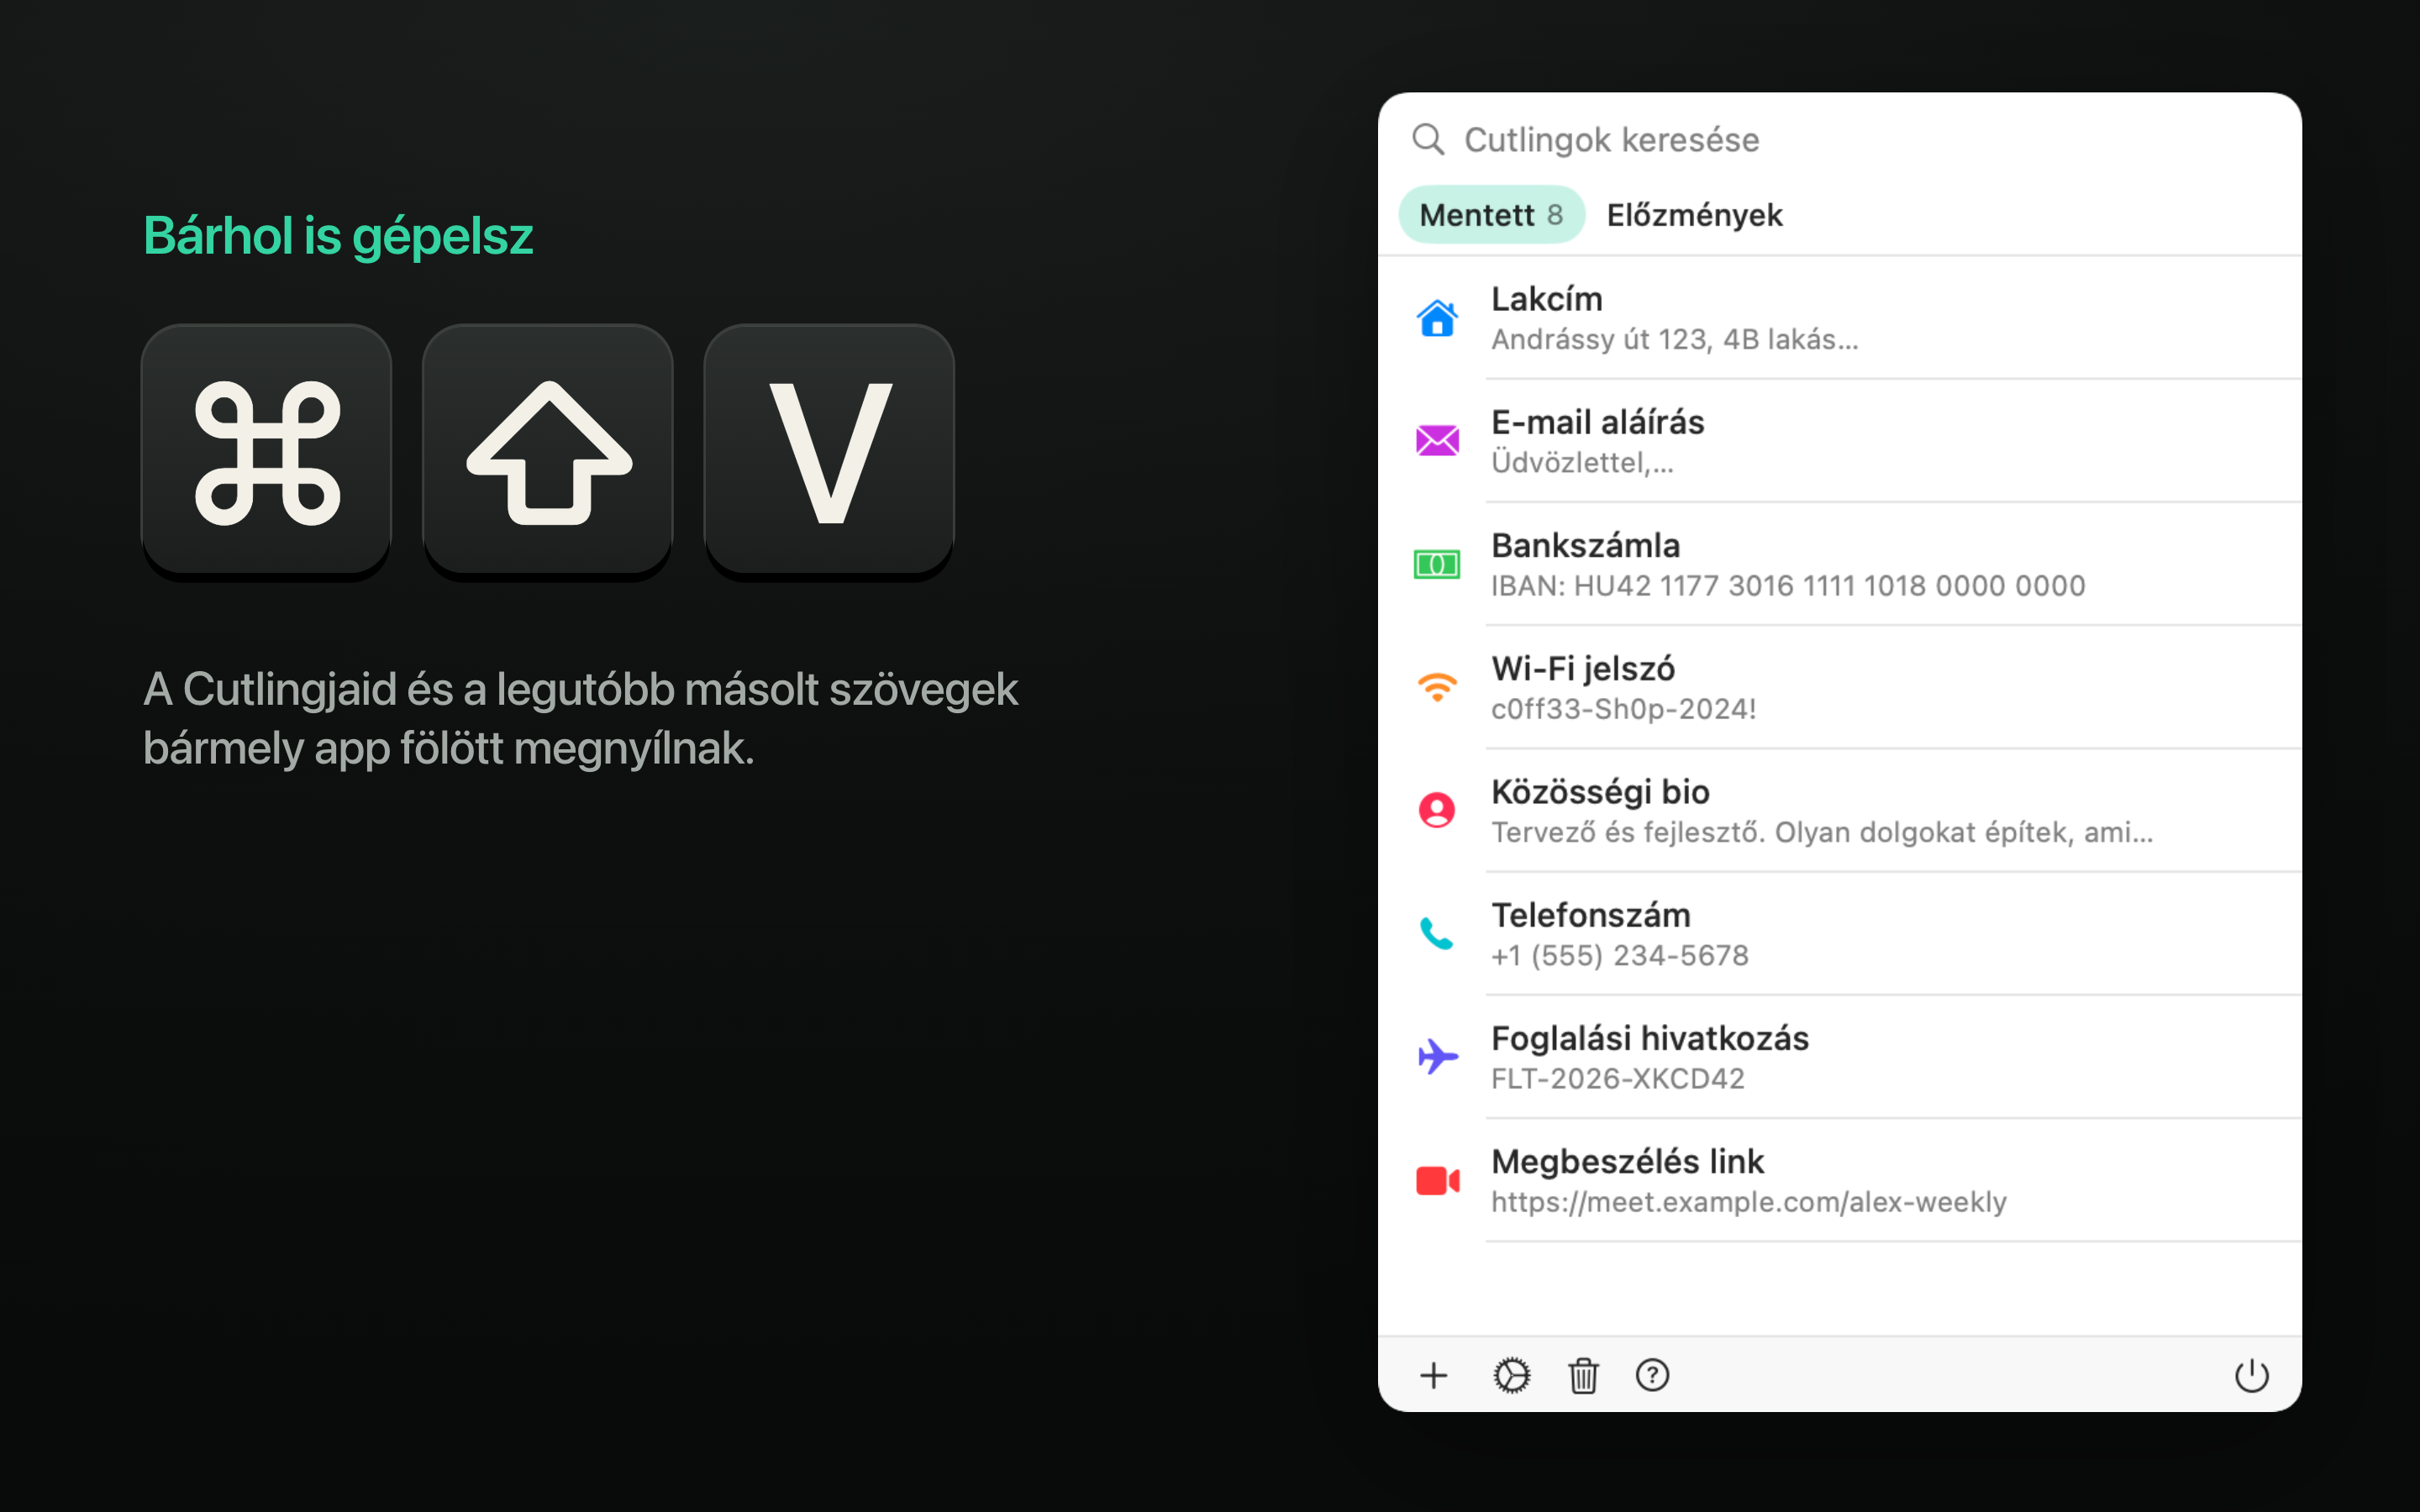 Bárhol is gépelsz
⌘ ⇧ V
A Cutlingjaid és a legutóbb másolt szövegek
bármely app fölött megnyílnak.
Cutlingok keresése
Mentett 8 Előzmények
Lakcím
Andrássy út 123, 4B lakás...
E-mail aláírás
Üdvözlettel,...
Bankszámla
IBAN: HU42 1177 3016 1111 1018 0000 0000
Wi-Fi jelszó
c0ff33-Sh0p-2024!
Közösségi bio
Tervező és fejlesztő. Olyan dolgokat építek, ami...
Telefonszám
+1 (555) 234-5678
Foglalási hivatkozás
FLT-2026-XKCD42
Megbeszélés link
https://meet.example.com/alex-weekly